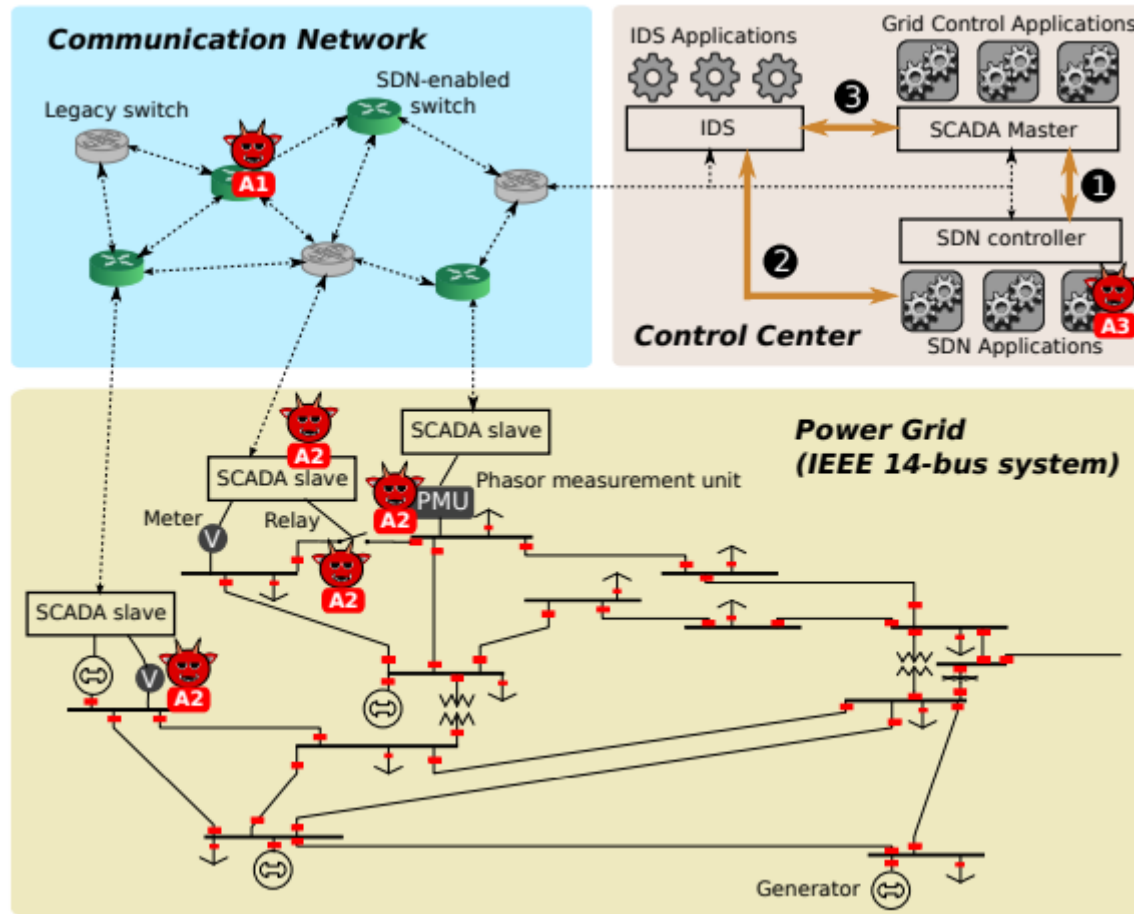 Communication Network
Legacy switch
SDN-enabled
switch
A1
IDS Applications
IDS
Grid Control Applications
SCADA Master
3
1
2
SDN controller
A3
SDN Applications
Control Center
Power Grid
(IEEE 14-bus system)
SCADA slave
A2
SCADA slave
Phasor measurement unit
PMU
A2
Meter
V
Relay
A2
SCADA slave
V
A2
Generator